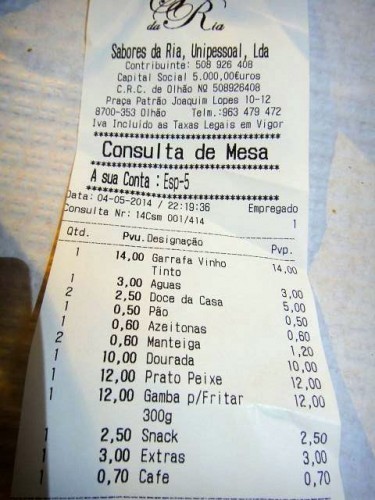 da Ria
Sabores da Ria, Unipessoal, Lda
Contribuinte: 508 926 408
Capital Social 5.000,00€uros
C.R.C. de Olhão NQ 508926408
Praça Patrão Joaquim Lopes 10-12
8700-353 Olhão Telm.:963 479 472
Iva Incluido as Taxas Legais em Vigor
****************************************
Consulta de Mesa
****************************************
A sua Conta : Esp-5
****************************************
Data: 04-05-2014 / 22:19:36 Empregado
Consulta Nr: 14Csm 001/414 1
Qtd. Pvu. Designação Pvp.
1 14,00 Garrafa Vinho 14,00
Tinto
1 3,00 Aguas 3,00
2 2,50 Doce da Casa 5,00
1 0,50 Pão 0,50
1 0,60 Azeitonas 0,60
2 0,60 Manteiga 1,20
1 10,00 Dourada 10,00
1 12,00 Prato Peixe 12,00
1 12,00 Gamba p/Fritar 12,00
300g
1 2,50 Snack 2,50
1 3,00 Extras 3,00
1 0,70 Cafe 0,70